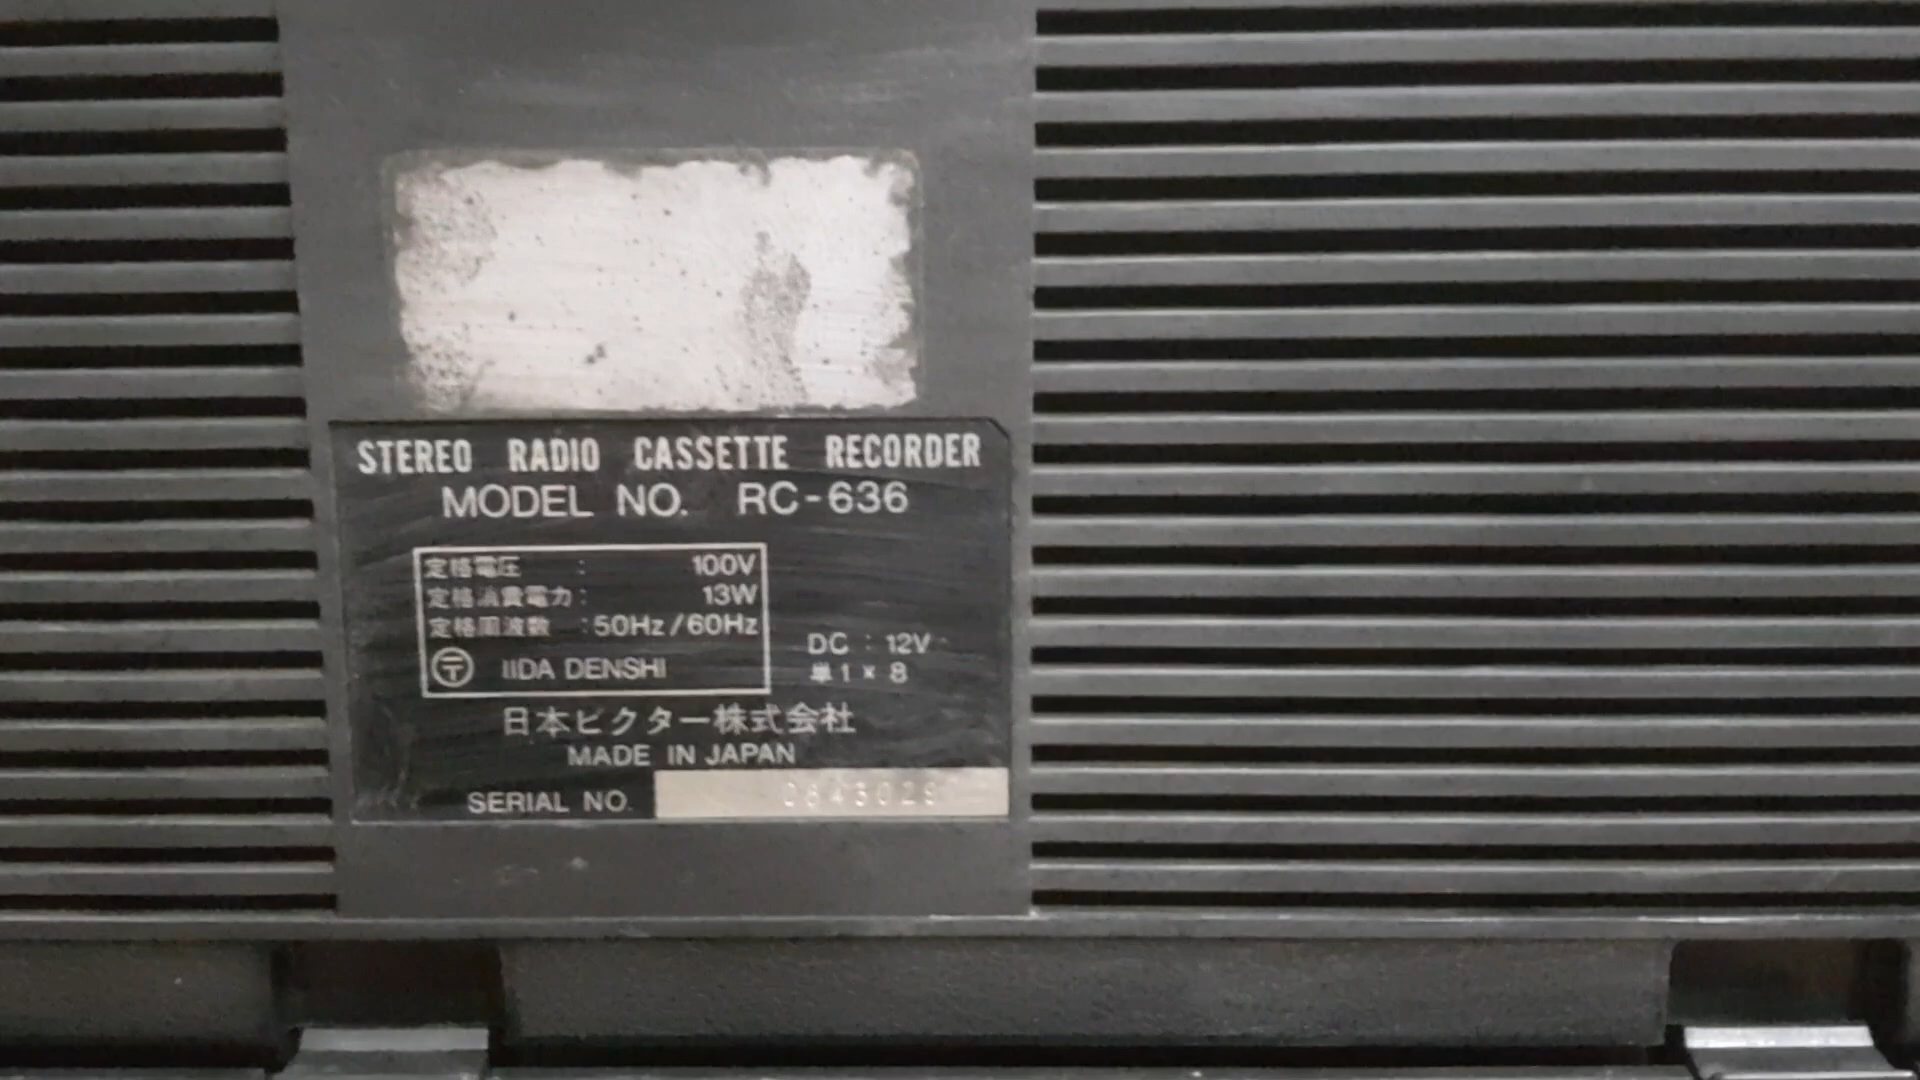 STEREO RADIO CASSETTE RECORDER
MODEL NO. RC-636
定格電圧 : 100V
定格消費電力 : 13W
定格周波数 : 50Hz/60Hz
〒 IIDA DENSHI
DC : 12V
単1×8
日本ビクター株式会社
MADE IN JAPAN
SERIAL NO.